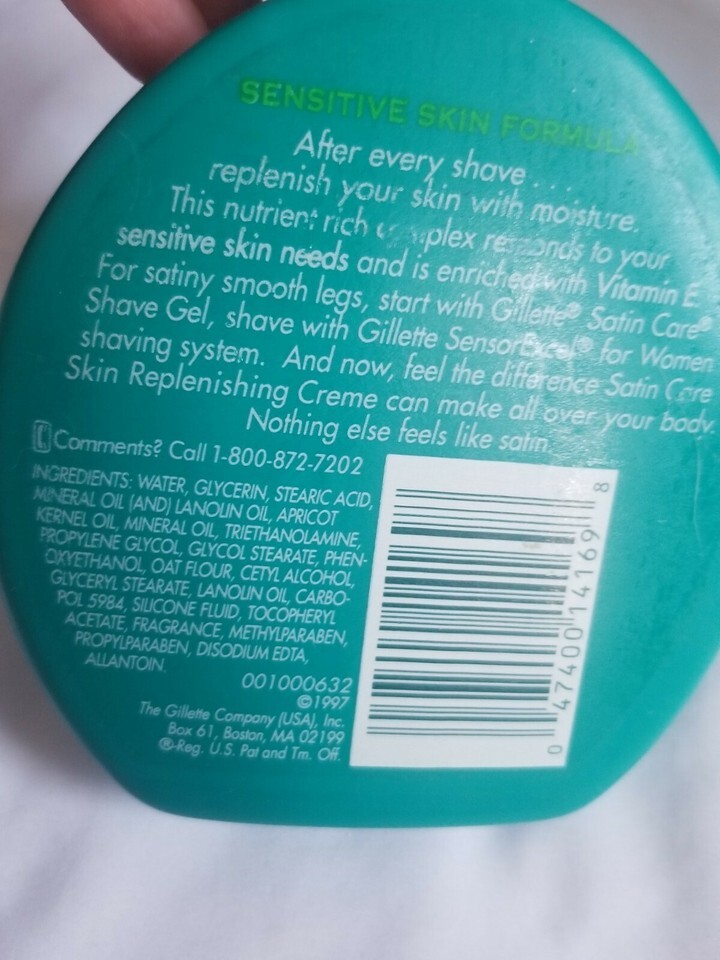 SENSITIVE SKIN FORMULA
After every shave . . . .
replenish your skin with moisture.
This nutrient rich complex responds to your
sensitive skin needs and is enriched with Vitamin E.
For satiny smooth legs, start with Gillette® Satin Care®
Shave Gel, shave with Gillette SensorExcel® for Women
shaving system. And now, feel the difference Satin Care
Skin Replenishing Creme can make all over your body.
Nothing else feels like satin.
Comments? Call 1-800-872-7202
INGREDIENTS: WATER, GLYCERIN, STEARIC ACID,
MINERAL OIL (AND) LANOLIN OIL, APRICOT
KERNEL OIL, MINERAL OIL, TRIETHANOLAMINE,
PROPYLENE GLYCOL, GLYCOL STEARATE, PHEN-
OXYETHANOL, OAT FLOUR, CETYL ALCOHOL,
GLYCERYL STEARATE, LANOLIN OIL, CARBO-
POL 5984, SILICONE FLUID, TOCOPHERYL
ACETATE, FRAGRANCE, METHYLPARABEN,
PROPYLPARABEN, DISODIUM EDTA,
ALLANTOIN.
001000632
©1997
The Gillette Company (USA), Inc.
Box 61, Boston, MA 02199
®-Reg. U.S. Pat and Tm. Off.
0 47400 14169 8